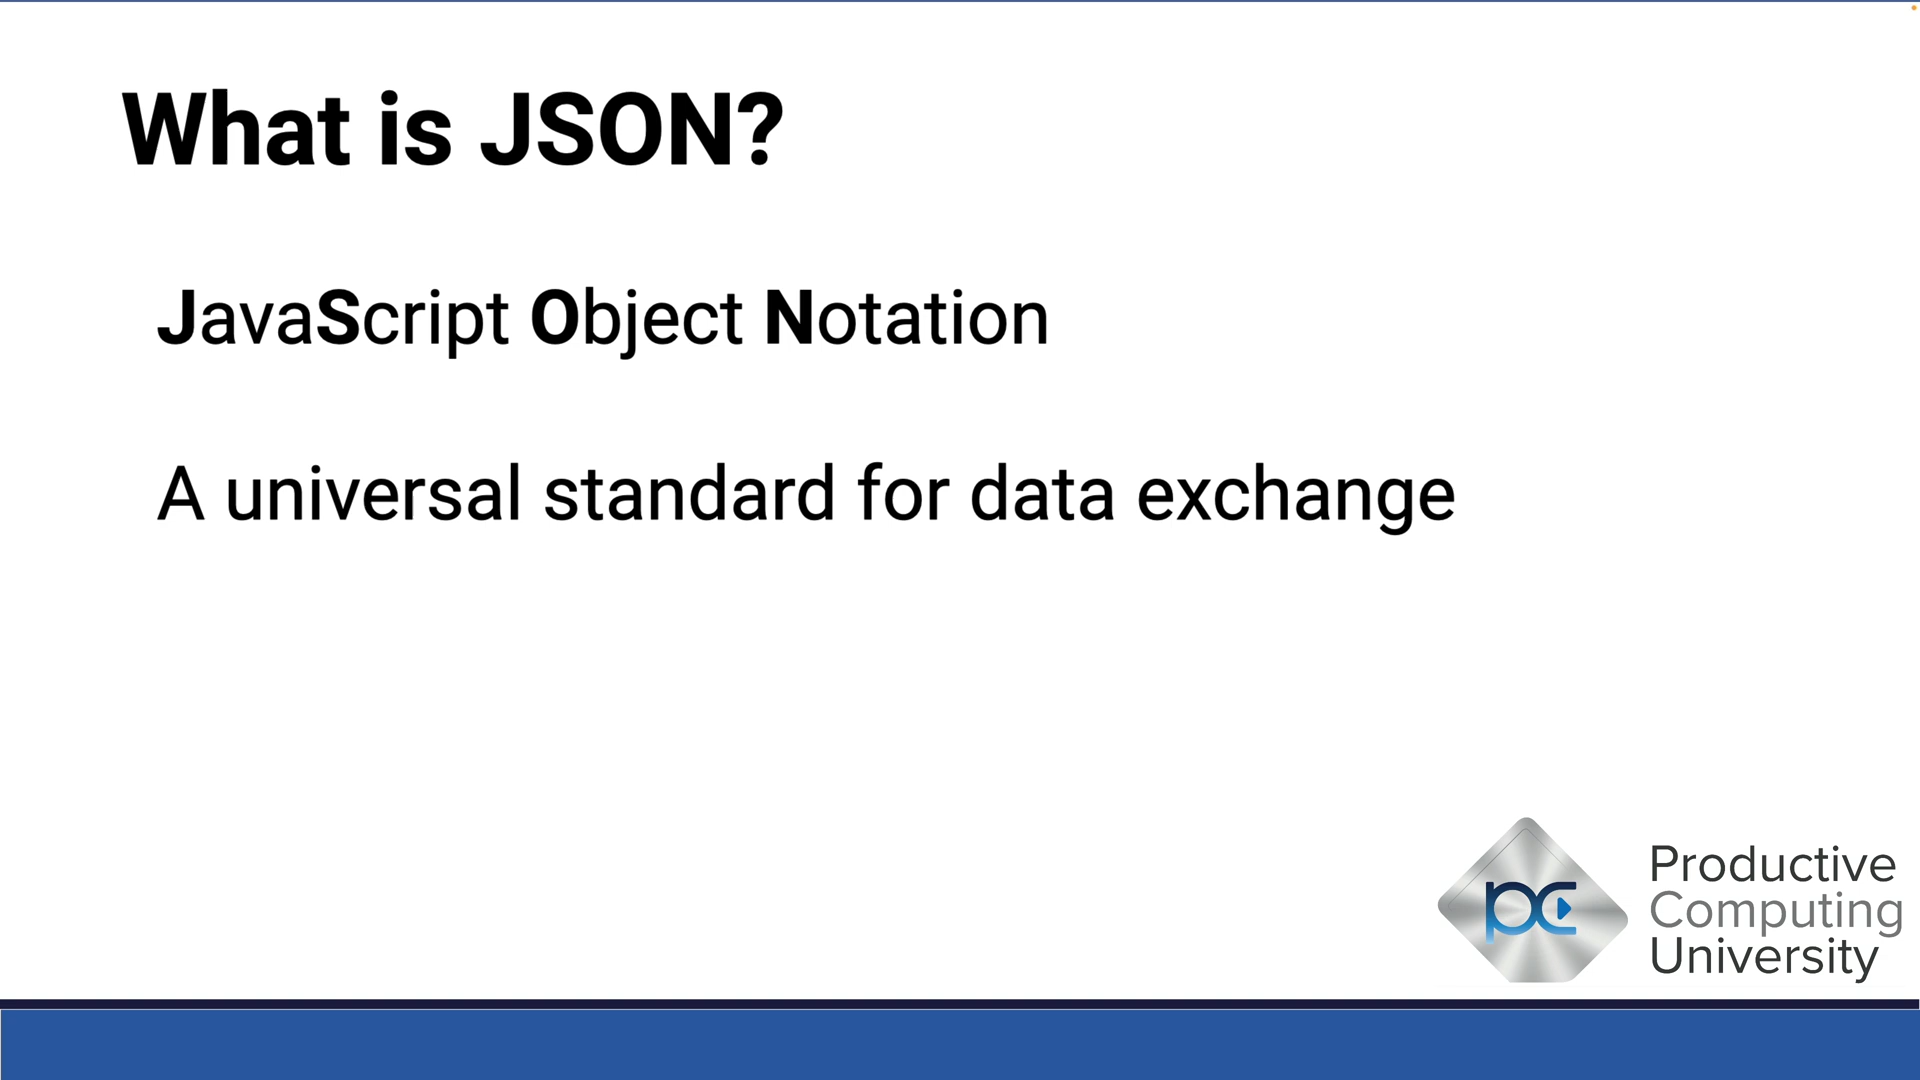 What is JSON?
JavaScript Object Notation
A universal standard for data exchange
pc
Productive
Computing
University